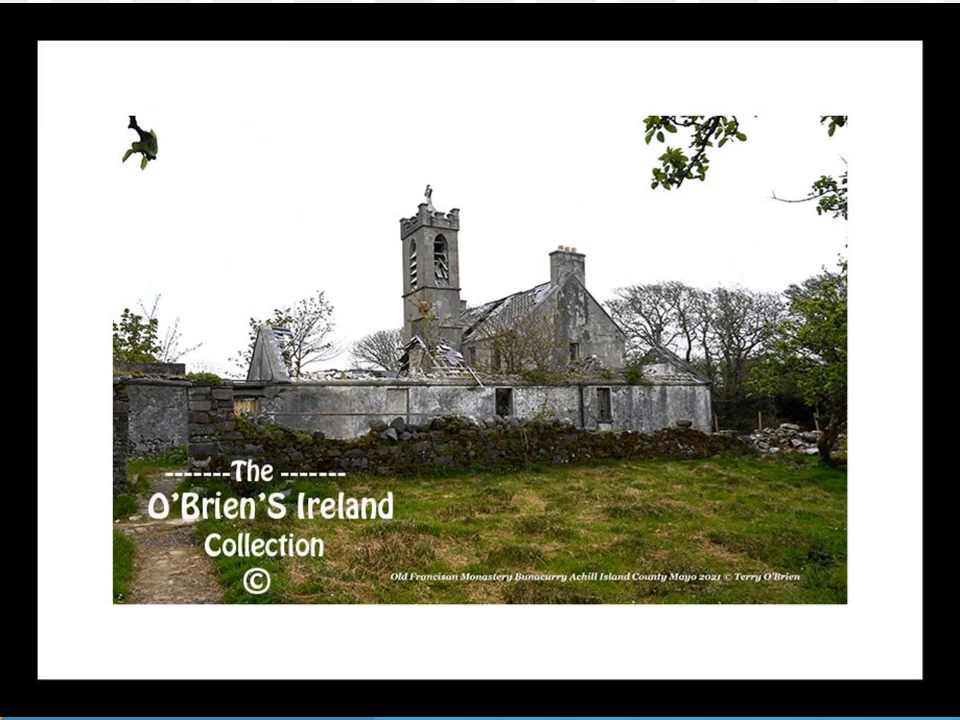 -------The -------
O'Brien'S Ireland
Collection
©
Old Francisan Monastery Bunacurry Achill Island County Mayo 2021 © Terry O'Brien